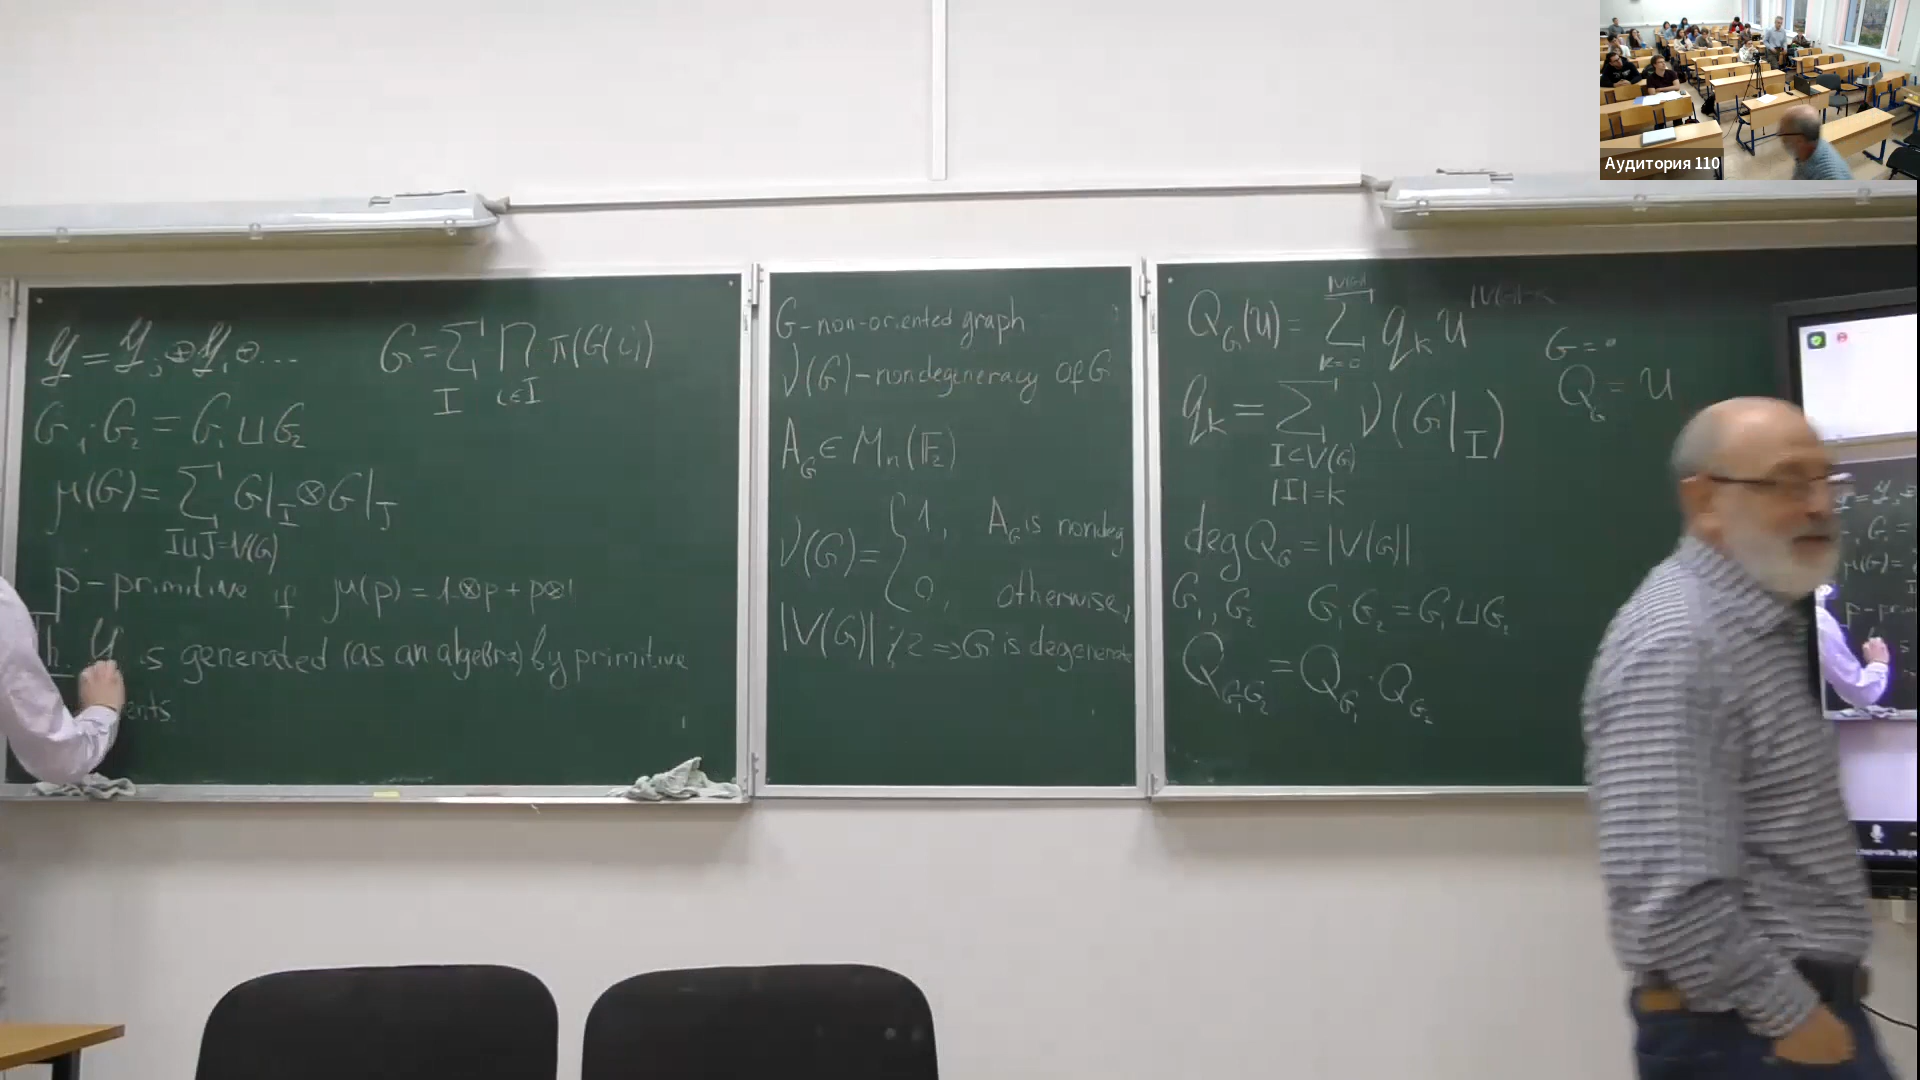 𝒢 = 𝒢₀ ⊕ 𝒢₁ ⊕ ...
G = Σ_I ∏_{i∈I} π(G(i))
G₁·G₂ = G₁ ⊔ G₂
μ(G) = Σ_{I⊔J=V(G)} G|_I ⊗ G|_J
p - primitive if μ(p) = 1⊗p + p⊗1
Th. 𝒢 is generated (as an algebra) by primitive
G - non-oriented graph
ν(G) - nondegeneracy of G
A_G ∈ M_n(𝔽₂)
ν(G) = { 1, A_G is nondeg
0, otherwise,
|V(G)| ⁒ 2 => G is degenerate
Q_G(u) = Σ_{k=0}^{|V(G)|} q_k u^{|V(G)|-k}
q_k = Σ_{I⊂V(G), |I|=k} ν(G|_I)
deg Q_G = |V(G)|
G₁, G₂ G₁G₂ = G₁ ⊔ G₂
Q_{G₁G₂} = Q_{G₁} · Q_{G₂}
G = •
Q_G = u
Аудитория 110